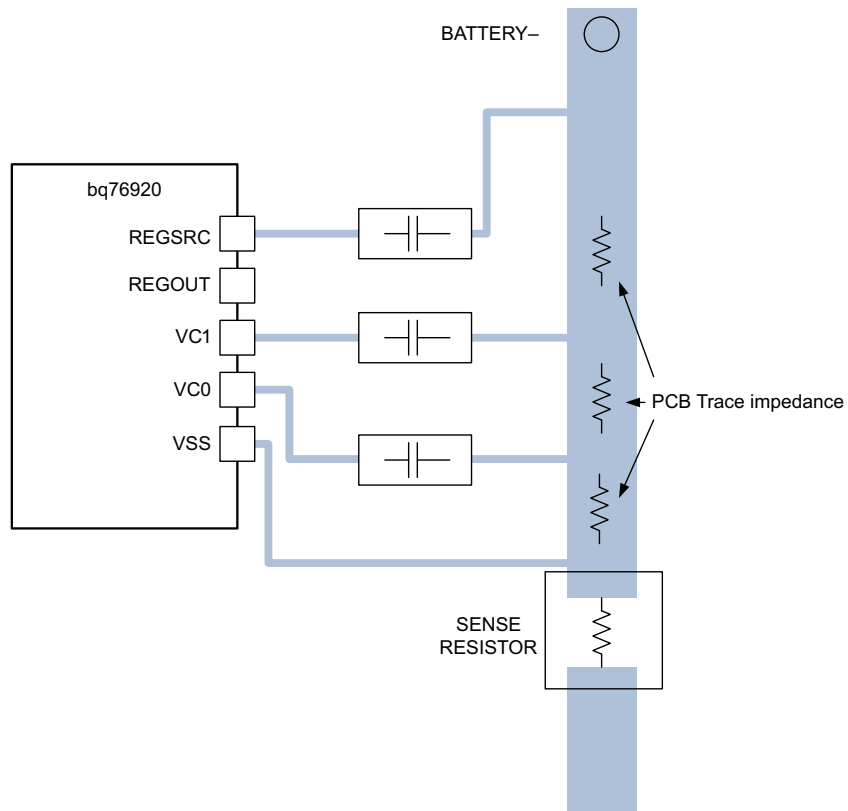 BATTERY–
bq76920
REGSRC
REGOUT
VC1
VC0
VSS
PCB Trace impedance
SENSE
RESISTOR